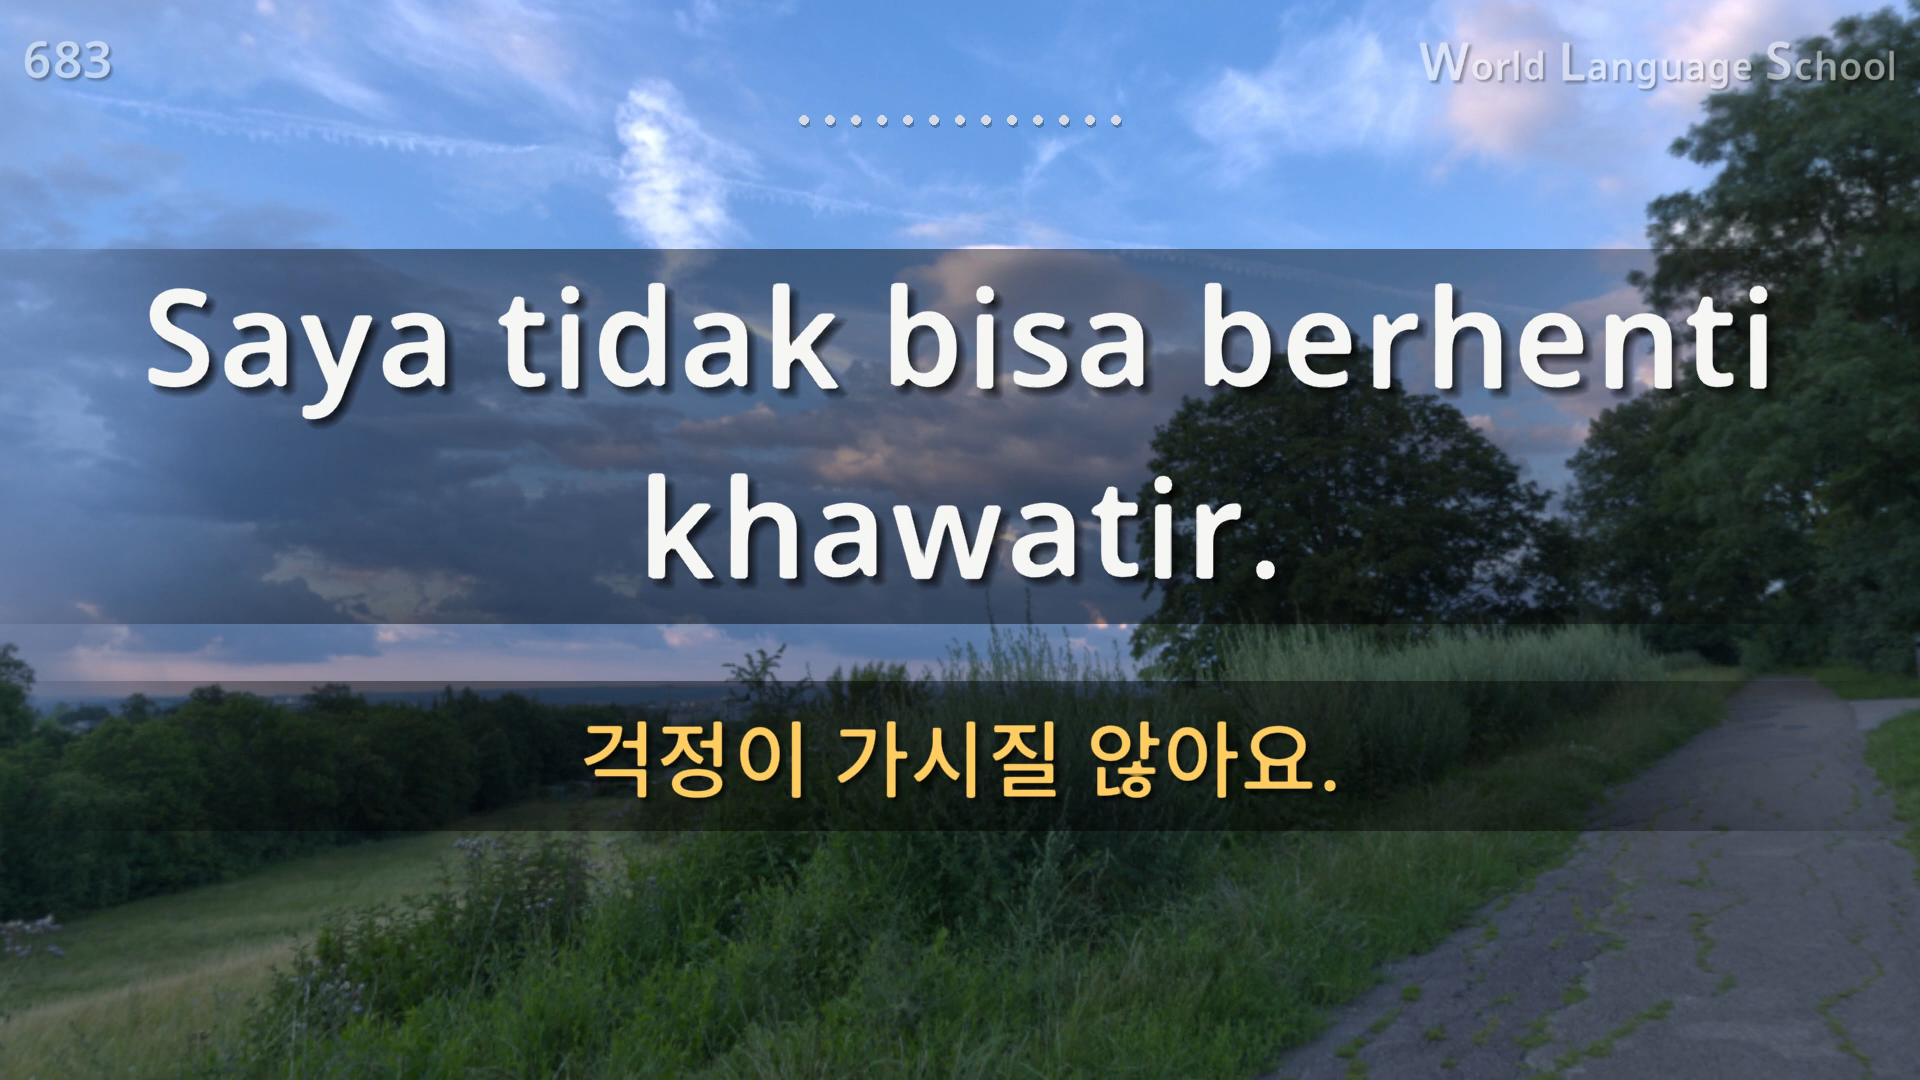 683
World Language School
Saya tidak bisa berhenti
khawatir.
걱정이 가시질 않아요.